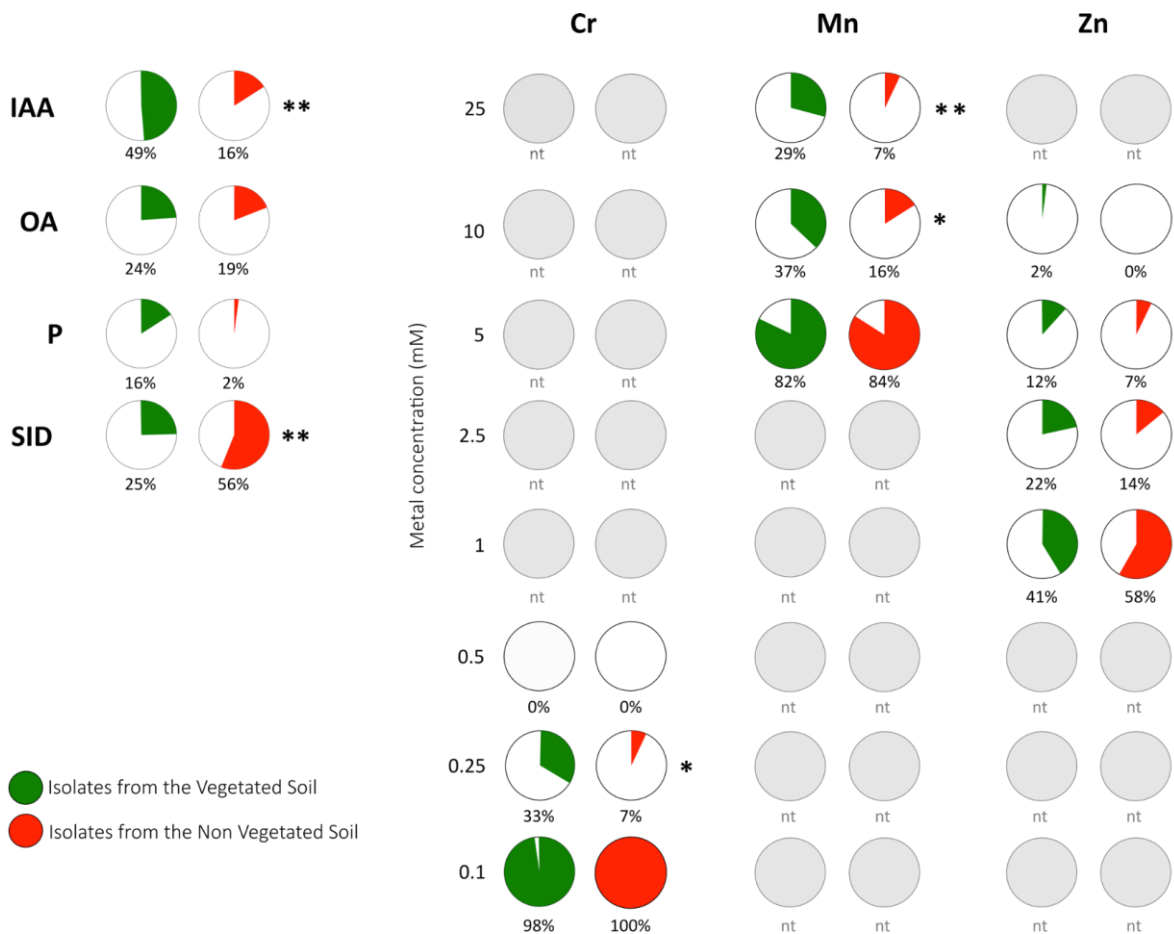 Cr Mn Zn
IAA ** 25 **
49% 16% nt nt 29% 7% nt nt
OA 10 *
24% 19% nt nt 37% 16% 2% 0%
P 5
16% 2% nt nt 82% 84% 12% 7%
SID ** 2.5
25% 56% nt nt nt nt 22% 14%
Metal concentration (mM)
1
nt nt nt nt 41% 58%
0.5
0% 0% nt nt nt nt
0.25 *
33% 7% nt nt nt nt
0.1
98% 100% nt nt nt nt
Isolates from the Vegetated Soil
Isolates from the Non Vegetated Soil